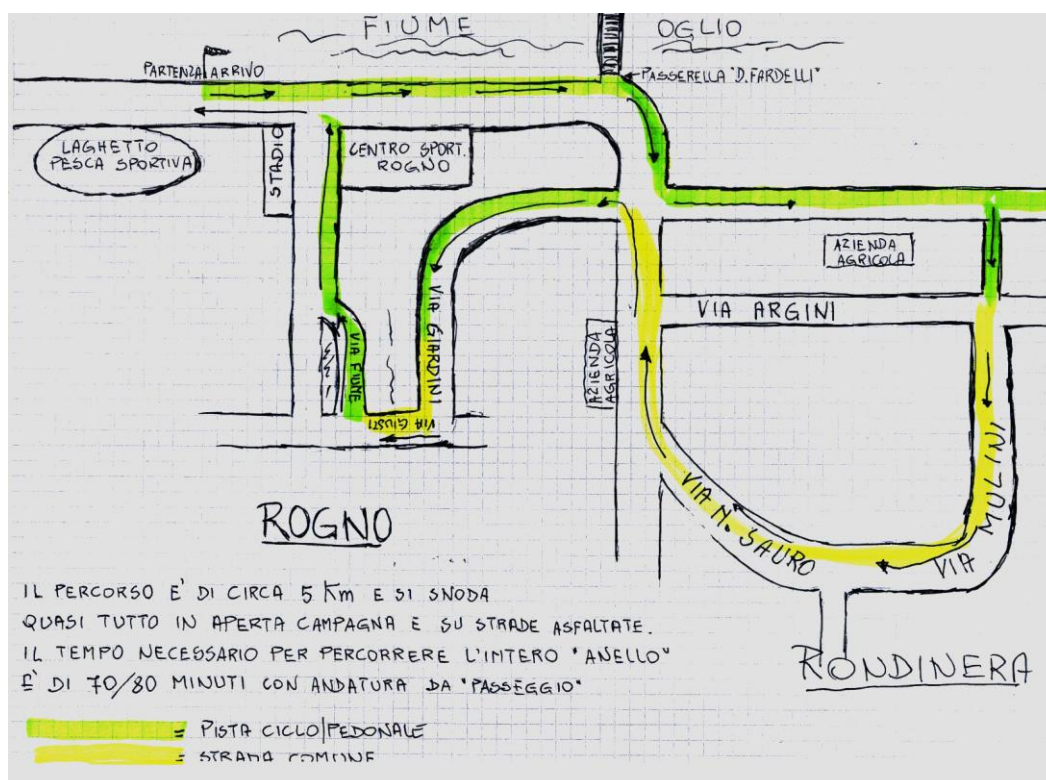 FIUME OGLIO
PARTENZA ARRIVO
PASSERELLA "D. FARDELLI"
LAGHETTO
PESCA SPORTIVA
STADIO
CENTRO SPORT.
ROGNO
AZIENDA
AGRICOLA
VIA ARGINI
VIA GIARDINI
VIA FIUME
VIA GIUSTI
AZIENDA
AGRICOLA
VIA MULINI
VIA N. SAURO
ROGNO
RONDINERA
IL PERCORSO E' DI CIRCA 5 Km E SI SNODA
QUASI TUTTO IN APERTA CAMPAGNA E SU STRADE ASFALTATE.
IL TEMPO NECESSARIO PER PERCORRERE L'INTERO "ANELLO"
E' DI 70/80 MINUTI CON ANDATURA DA "PASSEGGIO"
= PISTA CICLO/PEDONALE
= STRADA COMUNE